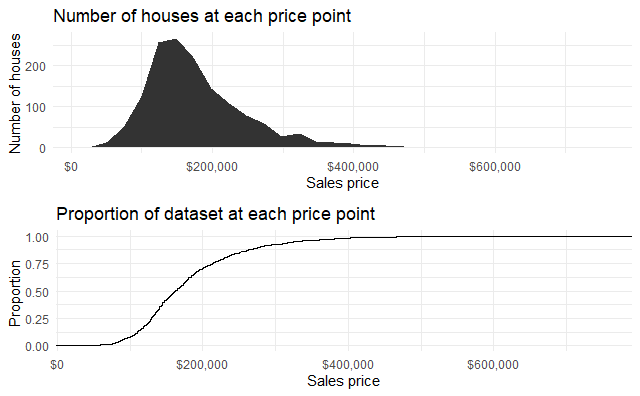 Number of houses at each price point
Number of houses
200
100
0
$0 $200,000 $400,000 $600,000
Sales price
Proportion of dataset at each price point
Proportion
1.00
0.75
0.50
0.25
0.00
$0 $200,000 $400,000 $600,000
Sales price